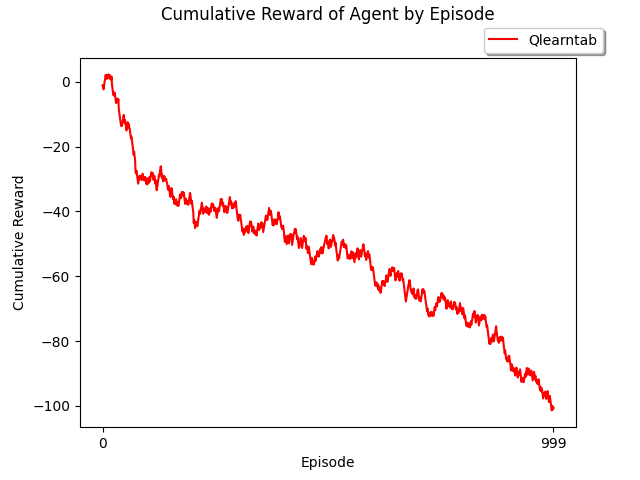 Cumulative Reward of Agent by Episode
Qlearntab
0
−20
−40
−60
−80
−100
Cumulative Reward
0
999
Episode